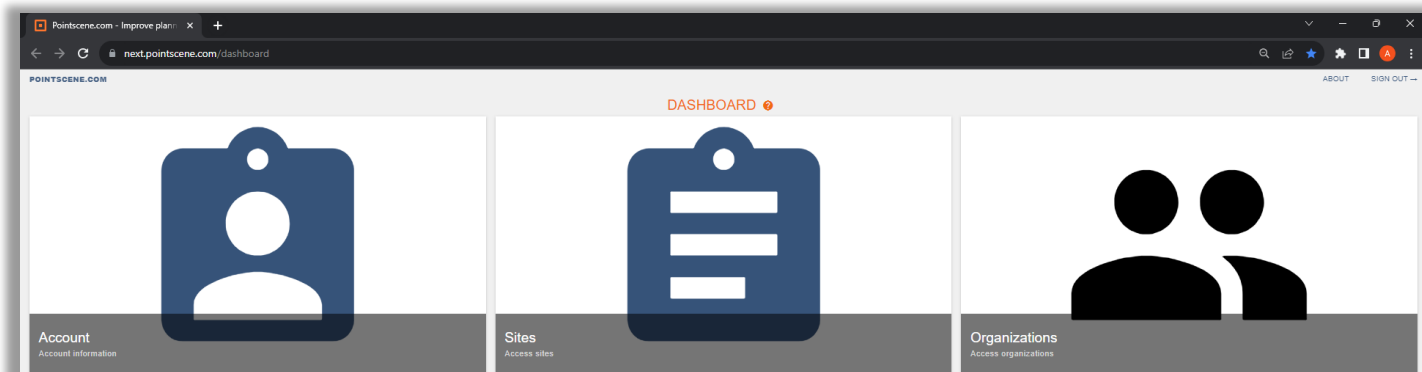 Pointscene.com - Improve plann
next.pointscene.com/dashboard
A
POINTSCENE.COM
ABOUT
SIGN OUT →
DASHBOARD ?
Account
Account information
Sites
Access sites
Organizations
Access organizations